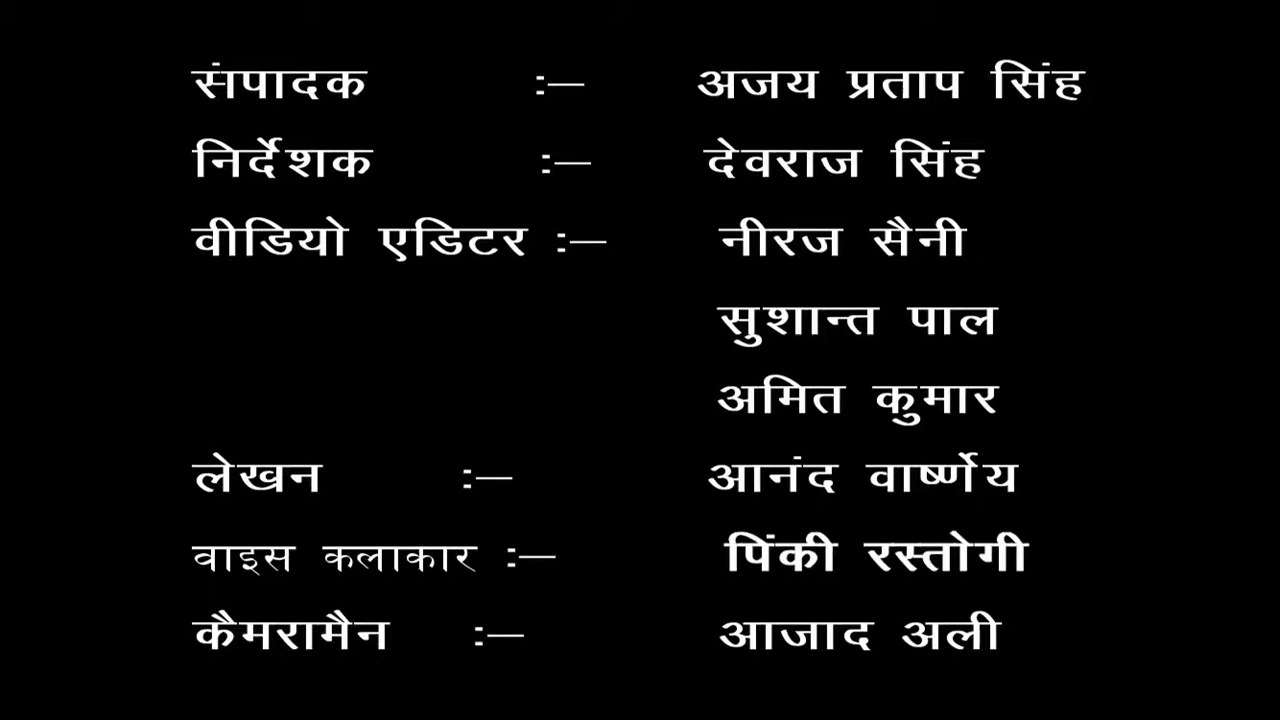 संपादक :— अजय प्रताप सिंह
निर्देशक :— देवराज सिंह
वीडियो एडिटर :— नीरज सैनी
सुशान्त पाल
अमित कुमार
लेखन :— आनंद वार्ष्णेय
वाइस कलाकार :— पिंकी रस्तोगी
कैमरामैन :— आजाद अली